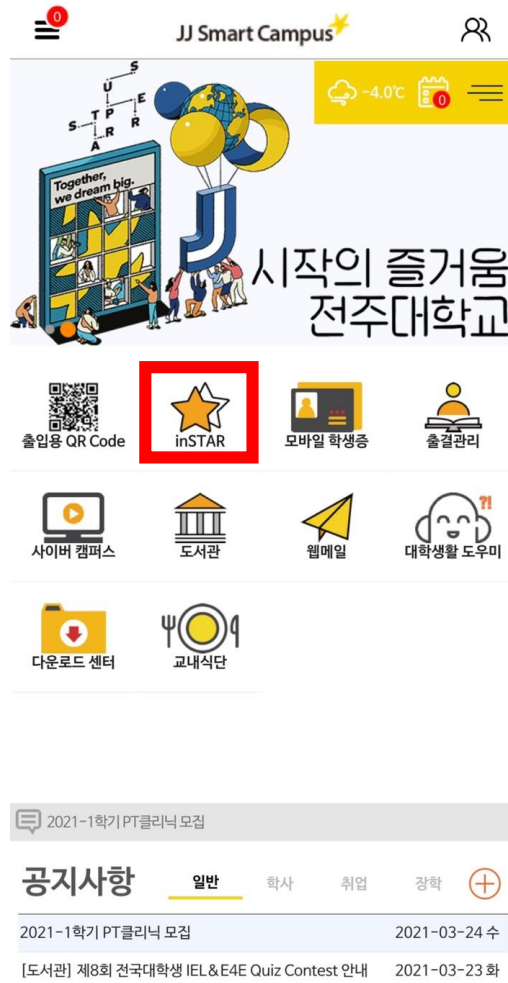 0
JJ Smart Campus
-4.0℃
0
SUPER
STAR
Together,
we dream big.
J
시작의 즐거움
전주대학교
출입용 QR Code
inSTAR
모바일 학생증
출결관리
사이버 캠퍼스
도서관
웹메일
?!
대학생활 도우미
다운로드 센터
교내식단
2021-1학기 PT클리닉 모집
공지사항
일반
학사
취업
장학
2021-1학기 PT클리닉 모집 2021-03-24 수
[도서관] 제8회 전국대학생 IEL&E4E Quiz Contest 안내 2021-03-23 화